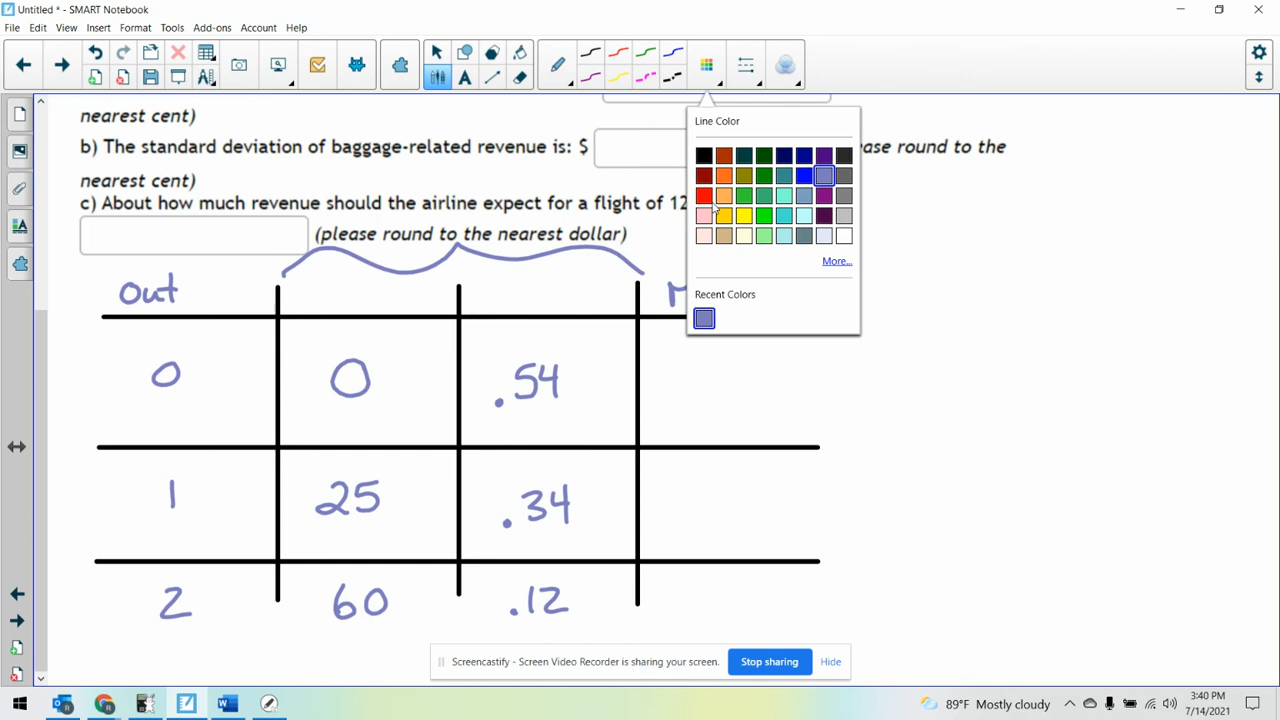 Untitled * - SMART Notebook
File Edit View Insert Format Tools Add-ons Account Help
nearest cent)
b) The standard deviation of baggage-related revenue is: $ ase round to the
nearest cent)
c) About how much revenue should the airline expect for a flight of 12
(please round to the nearest dollar)
Line Color
More...
Recent Colors
out
0 0 .54
1 25 .34
2 60 .12
Screencastify - Screen Video Recorder is sharing your screen. Stop sharing Hide
89°F Mostly cloudy
3:40 PM
7/14/2021